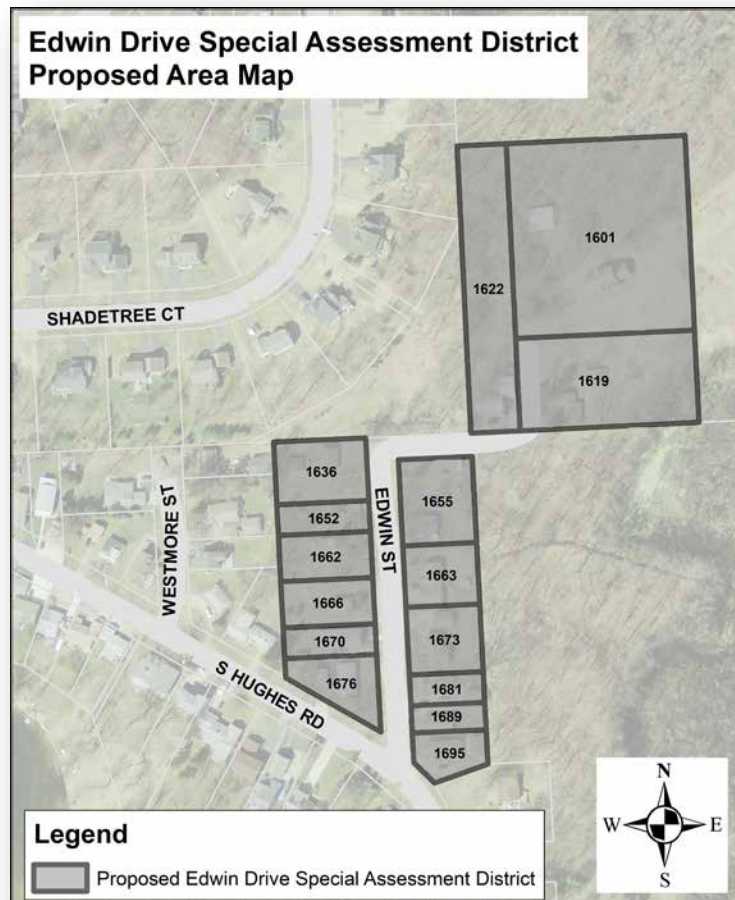 Edwin Drive Special Assessment District
Proposed Area Map
1601
1622
SHADETREE CT
1619
1636
1655
EDWIN ST
1652
WESTMORE ST
1662
1663
1666
1670
1673
1676
S HUGHES RD
1681
1689
1695
N
W
E
S
Legend
Proposed Edwin Drive Special Assessment District